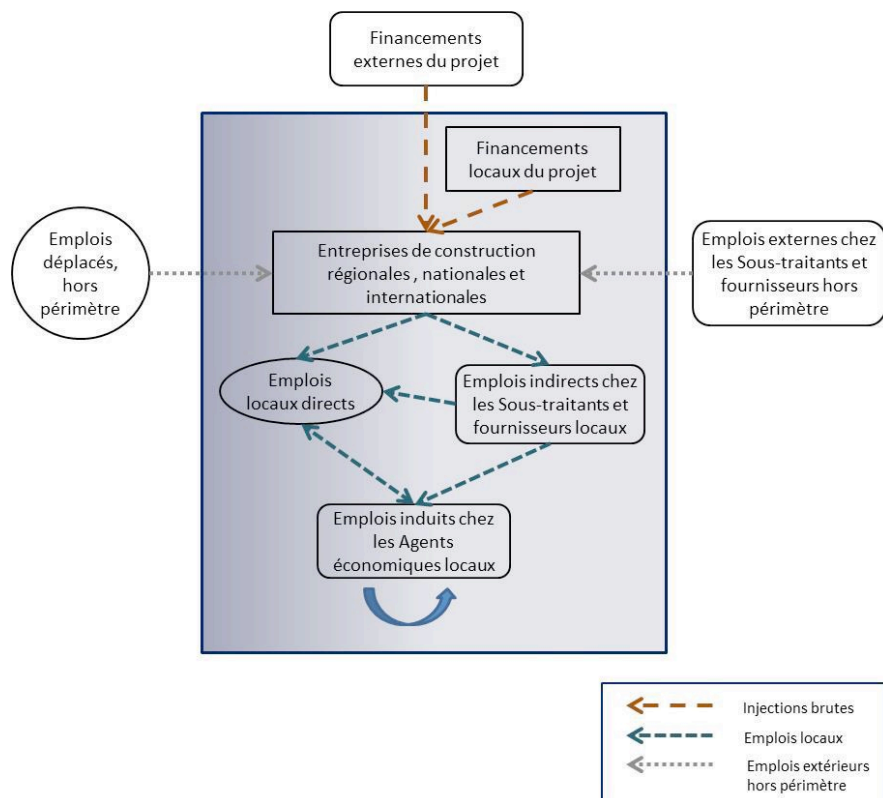 Financements
externes du projet
Financements
locaux du projet
Emplois
déplacés,
hors
périmètre
Entreprises de construction
régionales , nationales et
internationales
Emplois externes chez
les Sous-traitants et
fournisseurs hors
périmètre
Emplois
locaux directs
Emplois indirects chez
les Sous-traitants et
fournisseurs locaux
Emplois induits chez
les Agents
économiques locaux
Injections brutes
Emplois locaux
Emplois extérieurs
hors périmètre